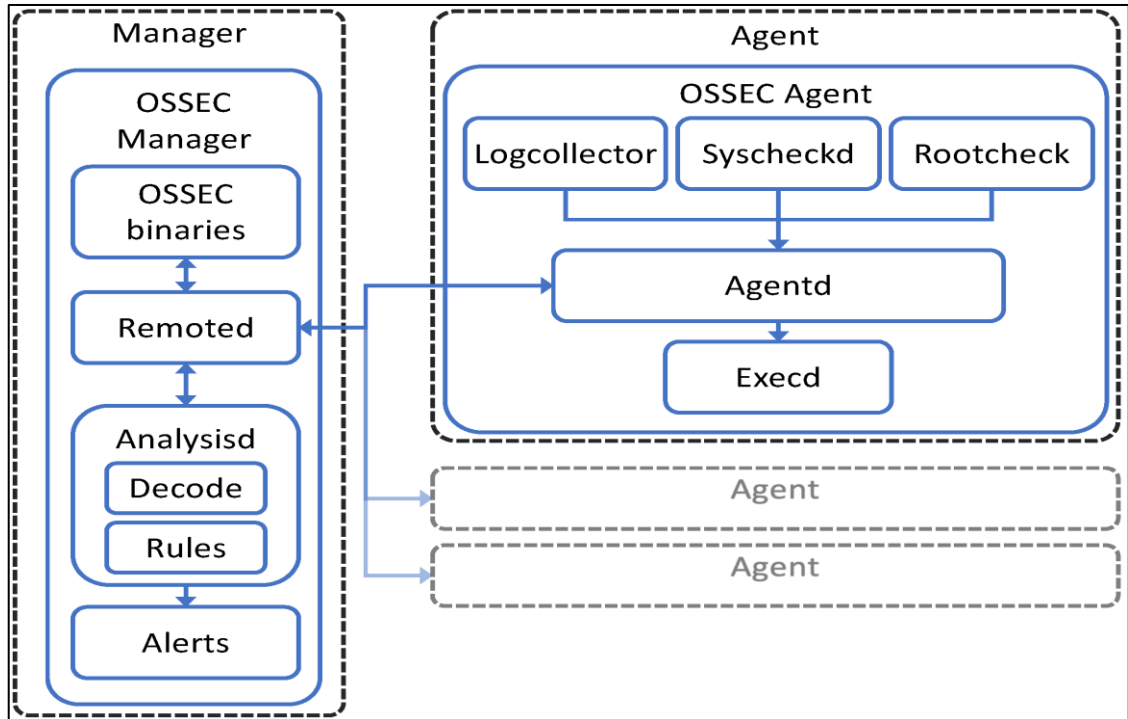 Manager
OSSEC
Manager
OSSEC
binaries
Remoted
Analysisd
Decode
Rules
Alerts
Agent
OSSEC Agent
Logcollector
Syscheckd
Rootcheck
Agentd
Execd
Agent
Agent